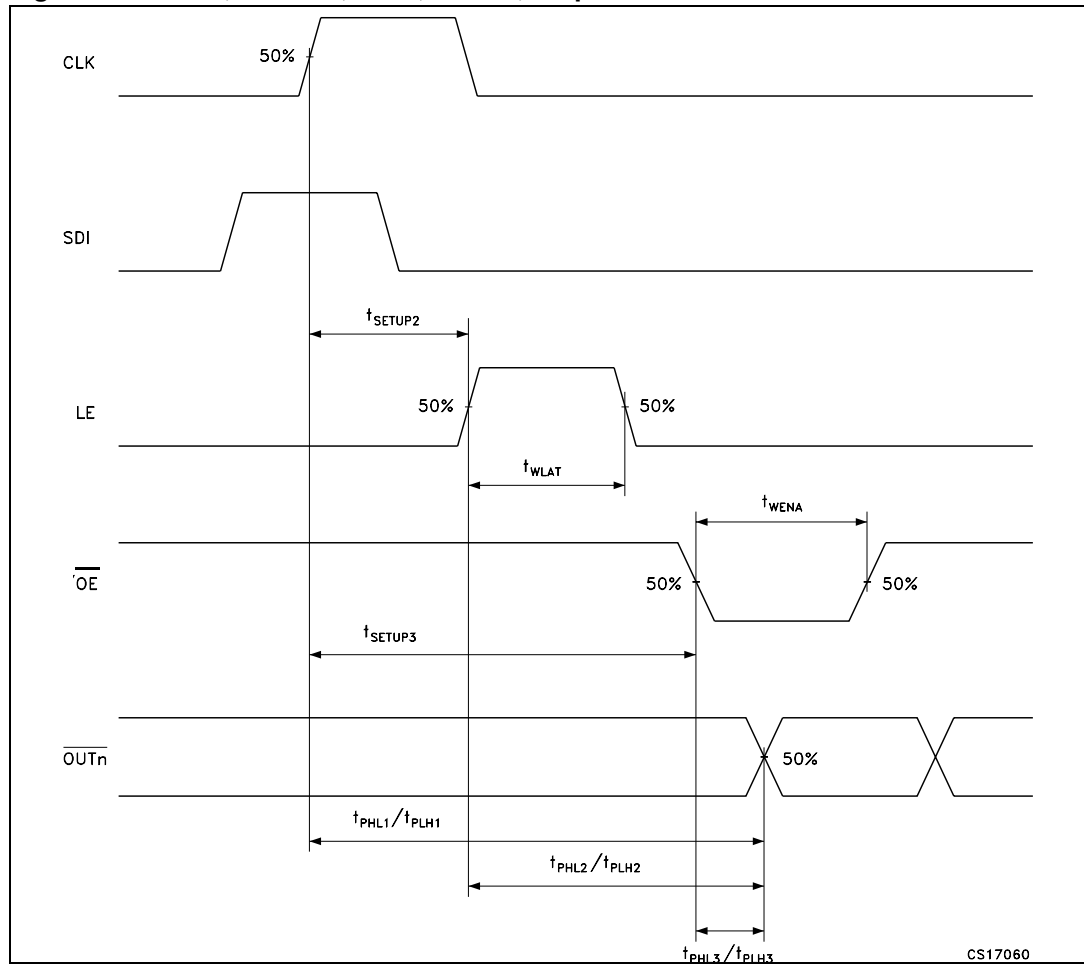 CLK
50%
SDI
tSETUP2
LE
50%
50%
tWLAT
tWENA
OE
50%
50%
tSETUP3
OUTn
50%
tPHL1/tPLH1
tPHL2/tPLH2
tPHL3/tPLH3
CS17060